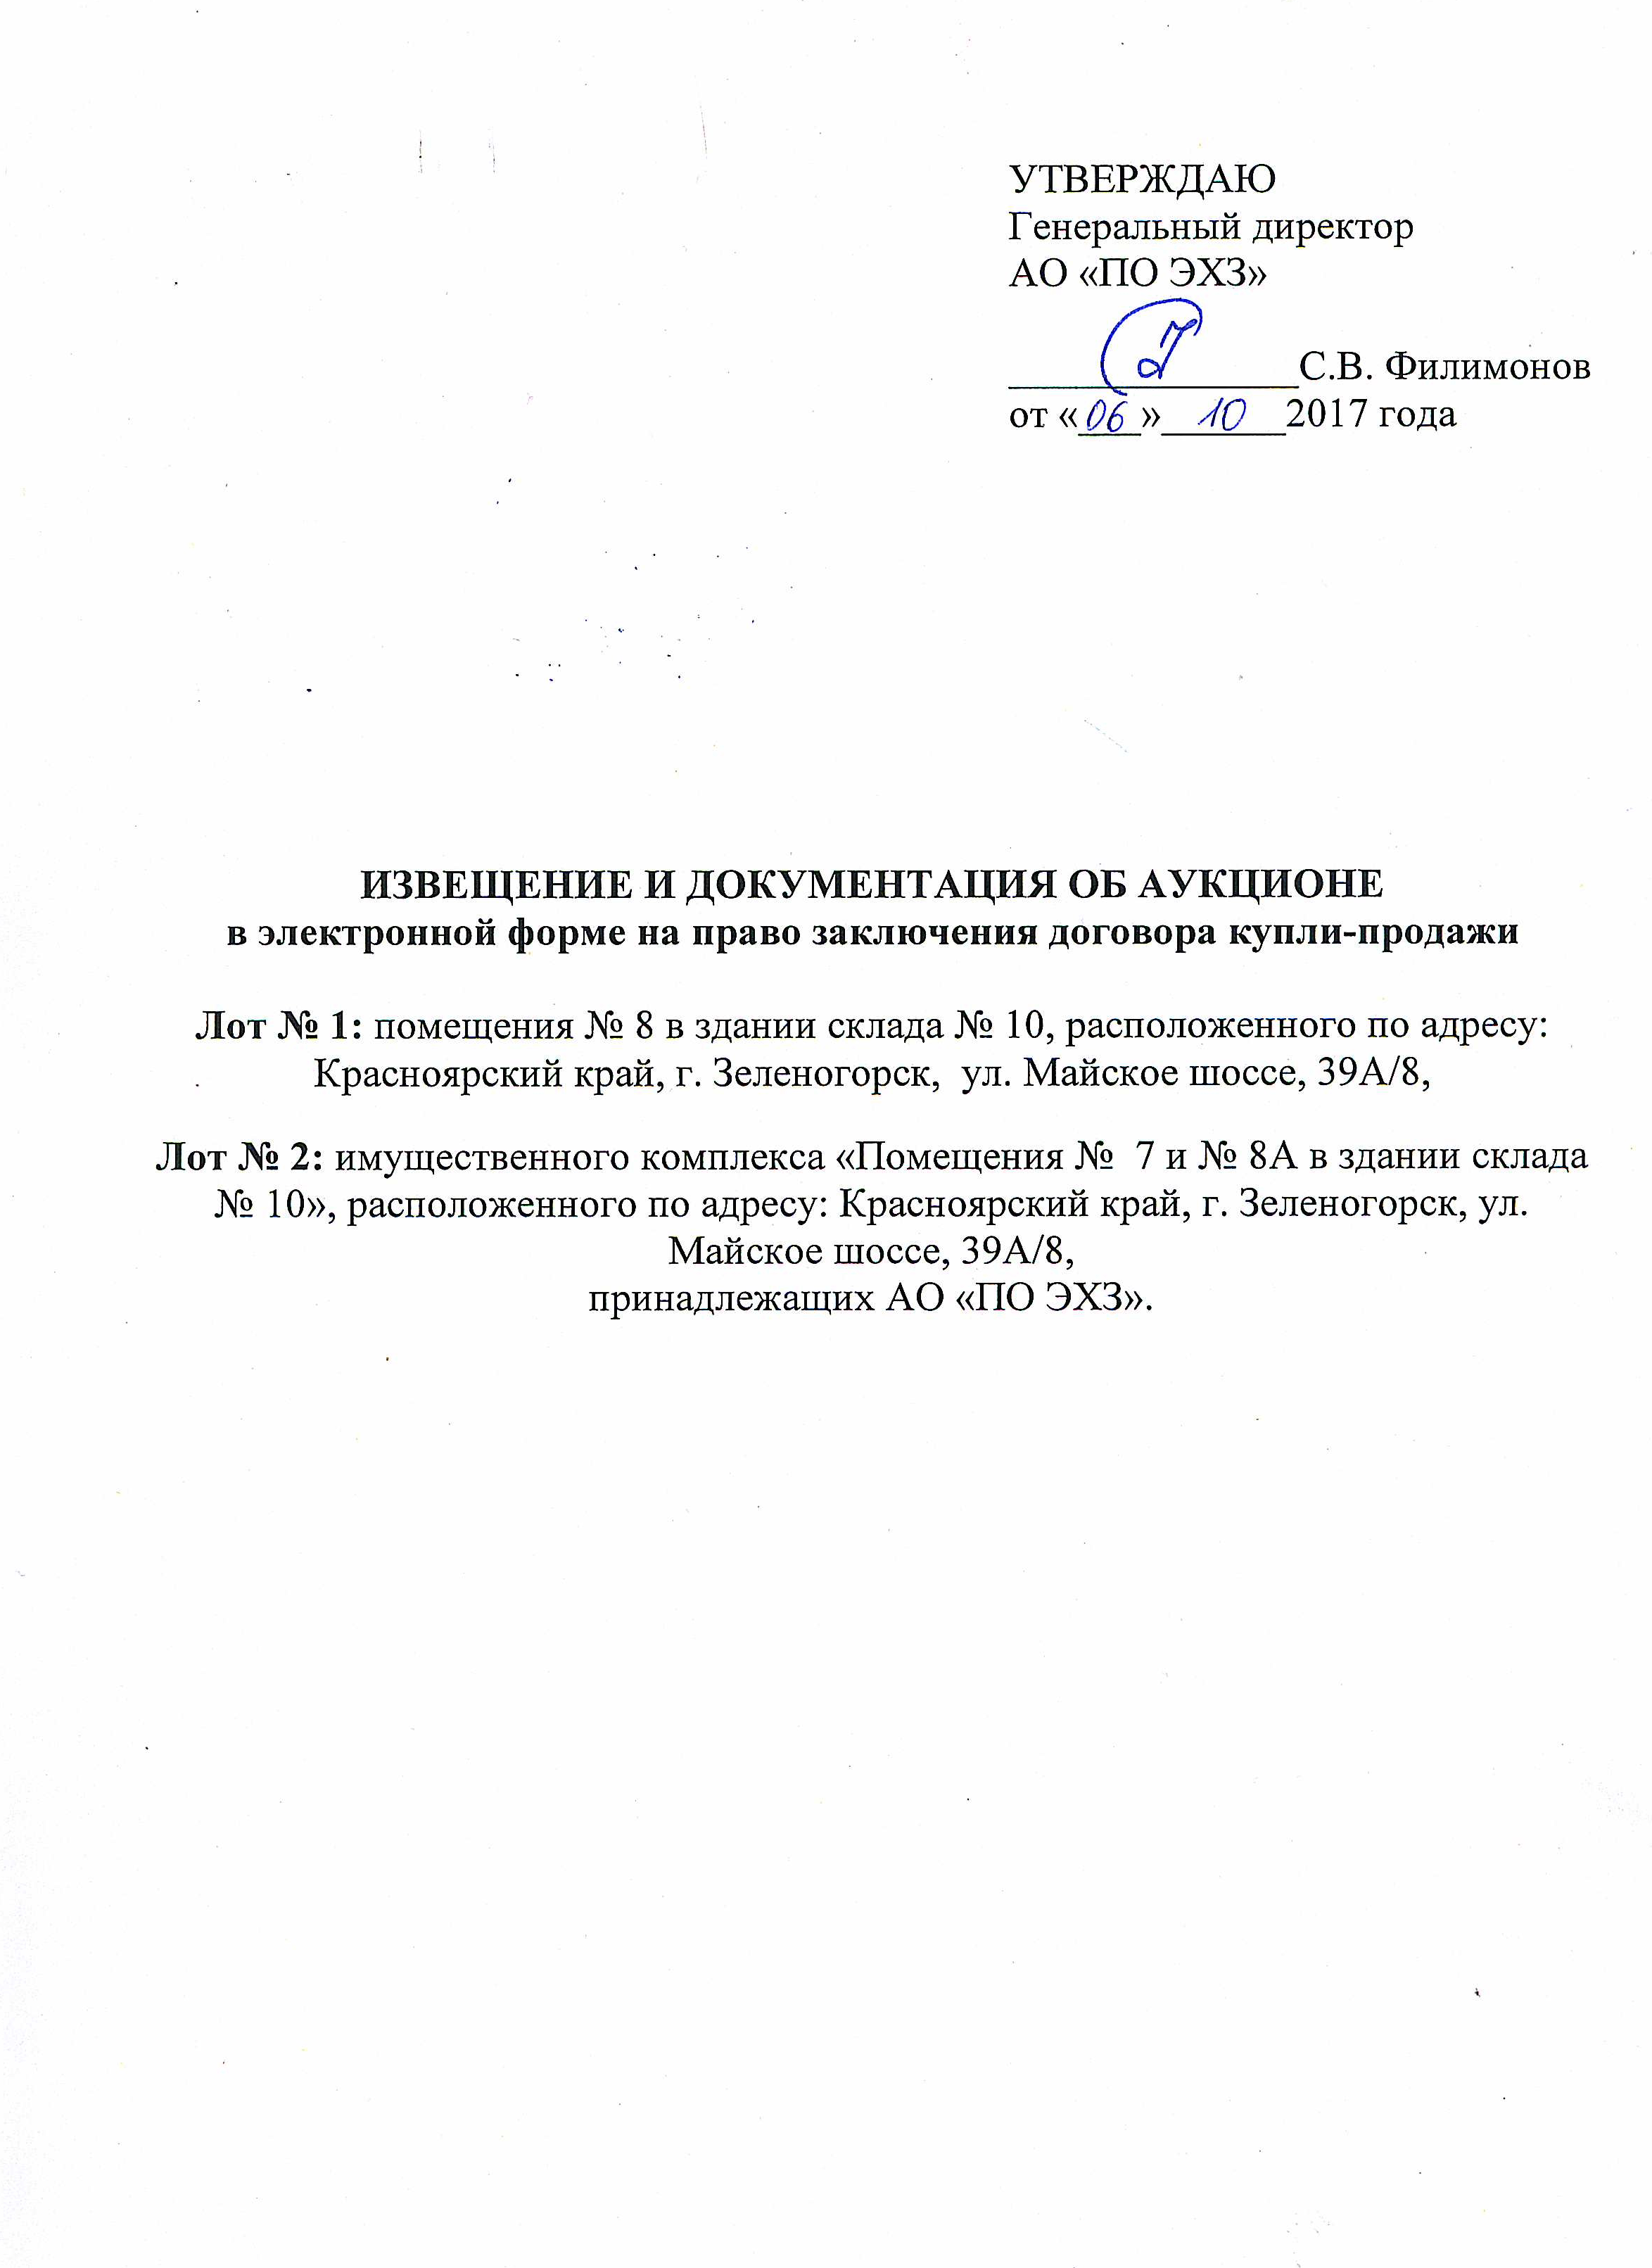 УТВЕРЖДАЮ
Генеральный директор
АО «ПО ЭХЗ»
С.В. Филимонов
от «06» 10 2017 года
ИЗВЕЩЕНИЕ И ДОКУМЕНТАЦИЯ ОБ АУКЦИОНЕ
в электронной форме на право заключения договора купли-продажи
Лот № 1: помещения № 8 в здании склада № 10, расположенного по адресу:
Красноярский край, г. Зеленогорск, ул. Майское шоссе, 39А/8,
Лот № 2: имущественного комплекса «Помещения № 7 и № 8А в здании склада
№ 10», расположенного по адресу: Красноярский край, г. Зеленогорск, ул.
Майское шоссе, 39А/8,
принадлежащих АО «ПО ЭХЗ».